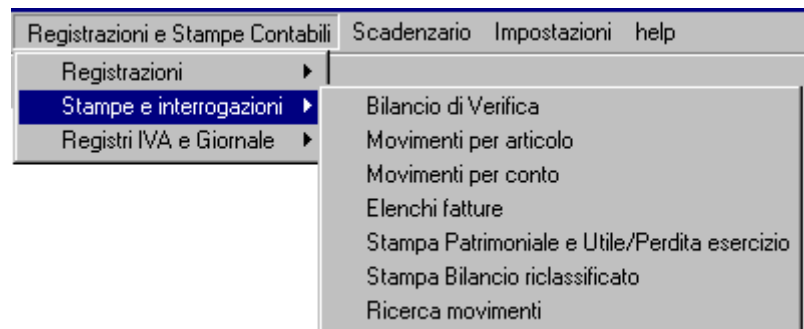 Registrazioni e Stampe Contabili Scadenzario Impostazioni help
Registrazioni
Stampe e interrogazioni
Registri IVA e Giornale
Bilancio di Verifica
Movimenti per articolo
Movimenti per conto
Elenchi fatture
Stampa Patrimoniale e Utile/Perdita esercizio
Stampa Bilancio riclassificato
Ricerca movimenti